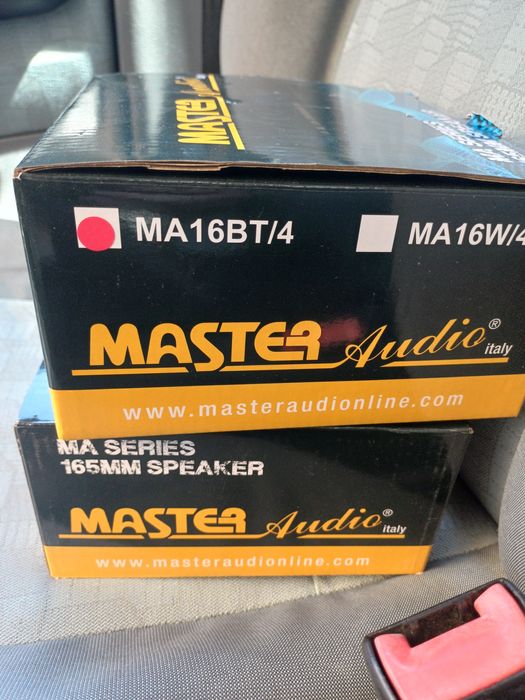 MASTER Audio
MA16BT/4
MA16W/4
MASTER Audio® italy
www.masteraudionline.com
MA SERIES
165MM SPEAKER
MASTER Audio® italy
www.masteraudionline.com